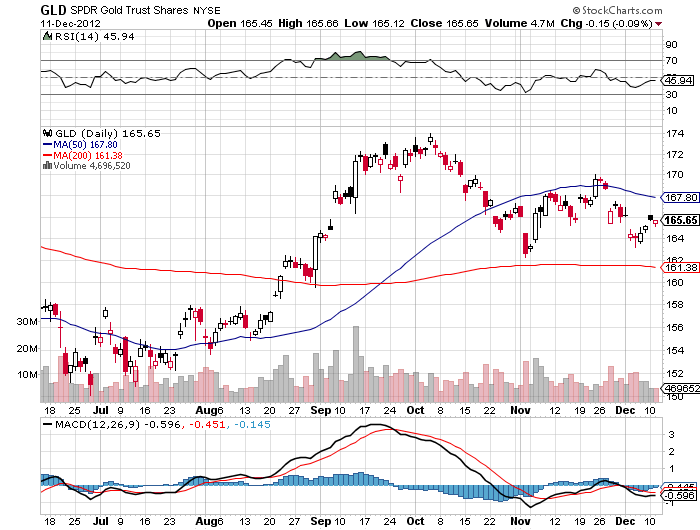 GLD SPDR Gold Trust Shares NYSE © StockCharts.com
11-Dec-2012 Open 165.45 High 165.66 Low 165.12 Close 165.65 Volume 4.7M Chg -0.15 (-0.09%)
RSI(14) 45.94
90
70
50
45.94
30
10
GLD (Daily) 165.65
MA(50) 167.80
MA(200) 161.38
Volume 4,696,520
174
172
170
168
167.80
165.65
164
162
161.38
160
158
30M 156
20M 154
152
10M
469652
150
18 25 Jul 9 16 23 Aug 6 13 20 27 Sep 10 17 24 Oct 8 15 22 Nov 5 12 19 26 Dec 10
MACD(12,26,9) -0.596, -0.451, -0.145
3
2
1
-0.596
-1
18 25 Jul 9 16 23 Aug 6 13 20 27 Sep 10 17 24 Oct 8 15 22 Nov 5 12 19 26 Dec 10